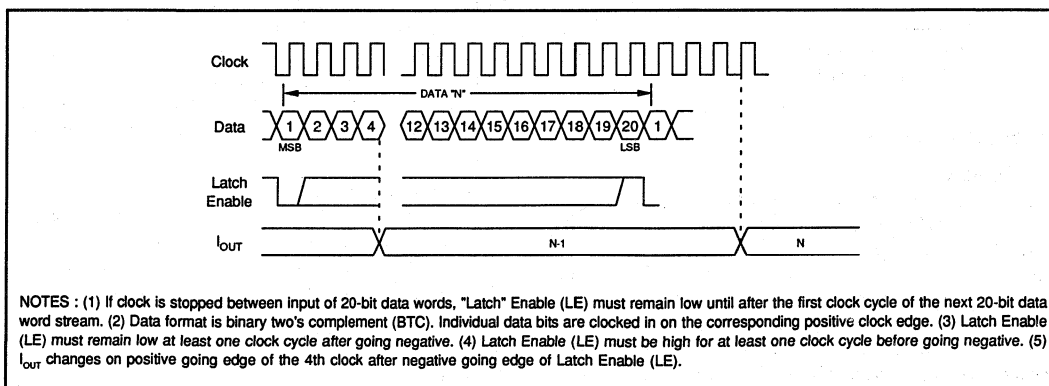 Clock
DATA "N"
Data
1 2 3 4 12 13 14 15 16 17 18 19 20 1
MSB LSB
Latch
Enable
IOUT
N-1 N
NOTES : (1) If clock is stopped between input of 20-bit data words, "Latch" Enable (LE) must remain low until after the first clock cycle of the next 20-bit data
word stream. (2) Data format is binary two's complement (BTC). Individual data bits are clocked in on the corresponding positive clock edge. (3) Latch Enable
(LE) must remain low at least one clock cycle after going negative. (4) Latch Enable (LE) must be high for at least one clock cycle before going negative. (5)
IOUT changes on positive going edge of the 4th clock after negative going edge of Latch Enable (LE).